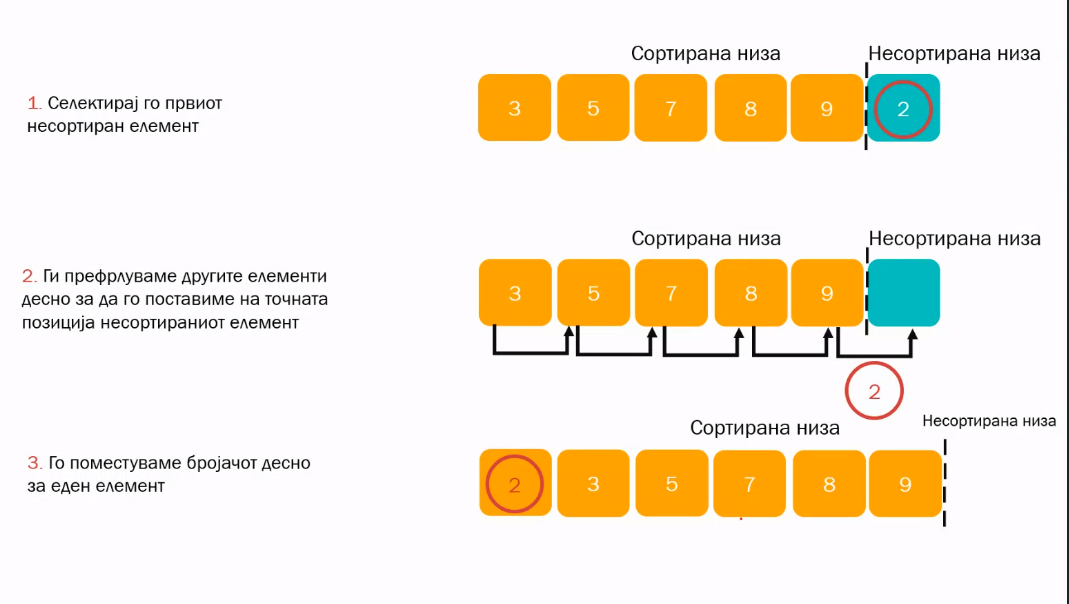 Сортирана низа Несортирана низа
1. Селектирај го првиот
несортиран елемент
3 5 7 8 9 2
Сортирана низа Несортирана низа
2. Ги префрлуваме другите елементи
десно за да го поставиме на точната
позиција несортираниот елемент
3 5 7 8 9
2
Сортирана низа Несортирана низа
3. Го поместуваме бројачот десно
за еден елемент
2 3 5 7 8 9